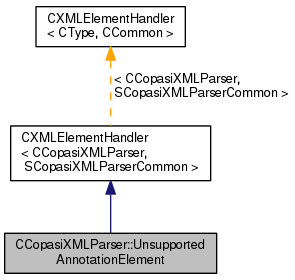 CXMLElementHandler
< CType, CCommon >
< CCopasiXMLParser,
SCopasiXMLParserCommon >
CXMLElementHandler
< CCopasiXMLParser,
SCopasiXMLParserCommon >
CCopasiXMLParser::Unsupported
AnnotationElement